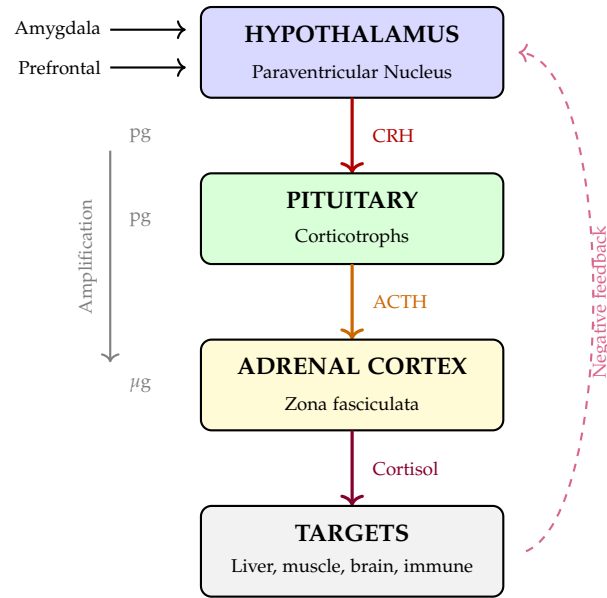 Amygdala
HYPOTHALAMUS
Prefrontal
Paraventricular Nucleus
pg
CRH
PITUITARY
pg
Corticotrophs
Amplification
Negative feedback
ACTH
ADRENAL CORTEX
µg
Zona fasciculata
Cortisol
TARGETS
Liver, muscle, brain, immune